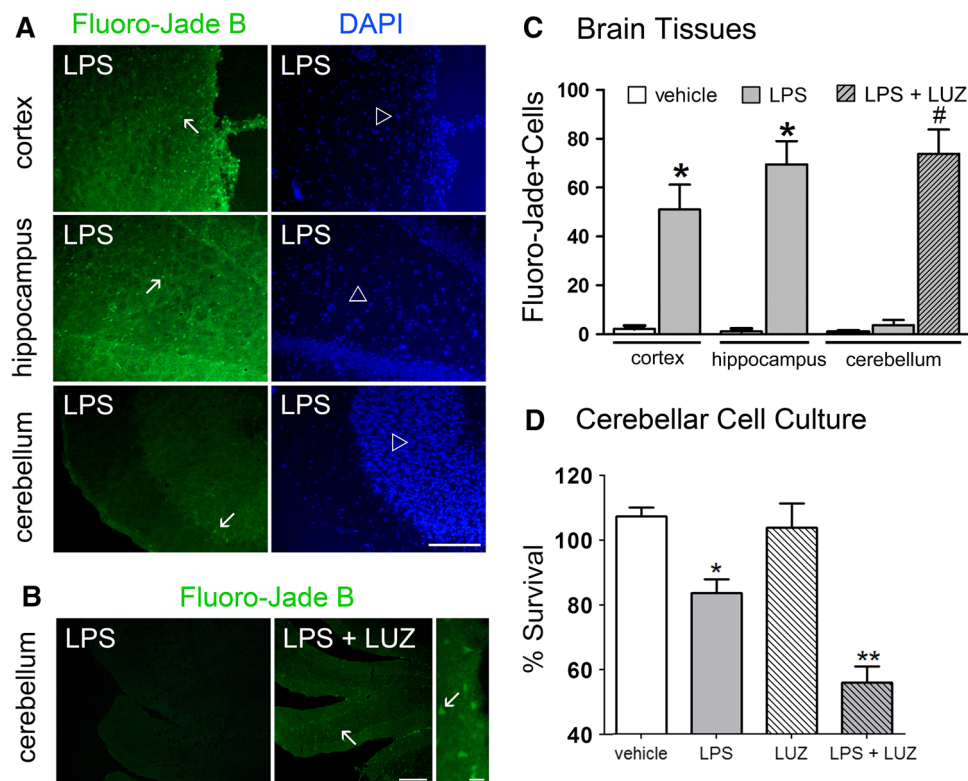 A
Fluoro-Jade B
DAPI
cortex
LPS
LPS
hippocampus
LPS
LPS
cerebellum
LPS
LPS
B
Fluoro-Jade B
cerebellum
LPS
LPS + LUZ
C Brain Tissues
vehicle LPS LPS + LUZ
Fluoro-Jade+Cells
100
80
60
40
20
0
* * #
cortex hippocampus cerebellum
D Cerebellar Cell Culture
% Survival
120
100
80
60
40
* **
vehicle LPS LUZ LPS + LUZ